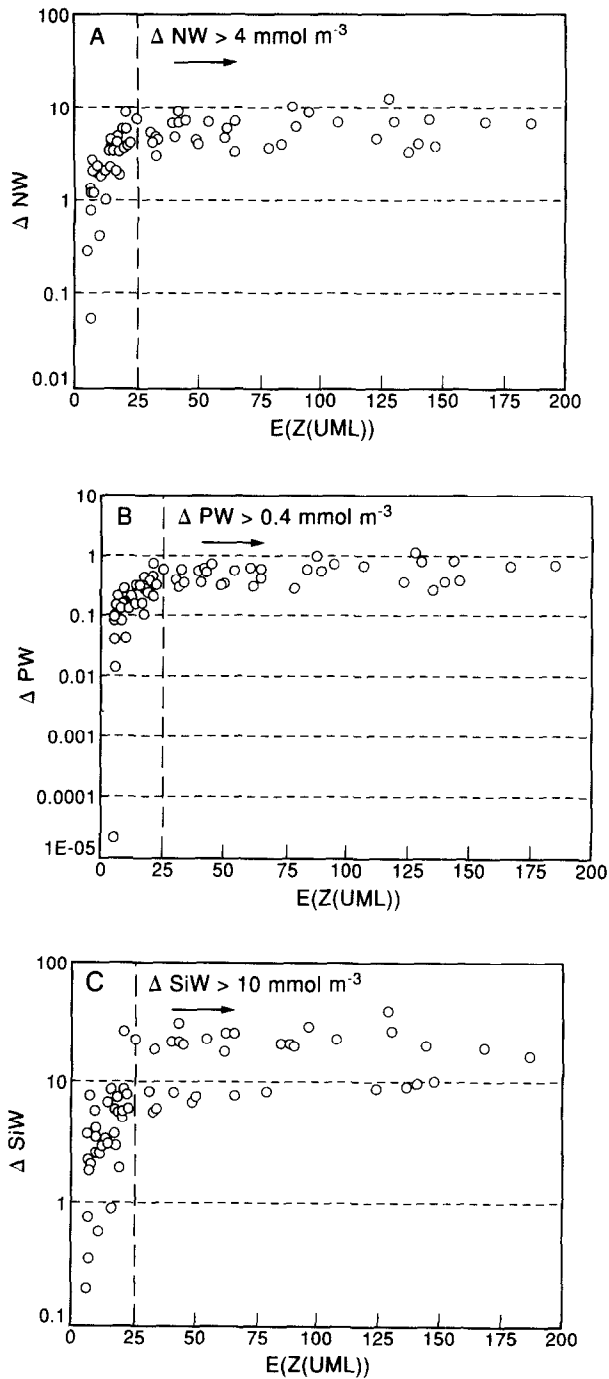 A
Δ NW > 4 mmol m⁻³
100
10
1
0.1
0.01
Δ NW
0 25 50 75 100 125 150 175 200
E(Z(UML))
B
Δ PW > 0.4 mmol m⁻³
10
1
0.1
0.01
0.001
0.0001
1E-05
Δ PW
0 25 50 75 100 125 150 175 200
E(Z(UML))
C
Δ SiW > 10 mmol m⁻³
100
10
1
0.1
Δ SiW
0 25 50 75 100 125 150 175 200
E(Z(UML))